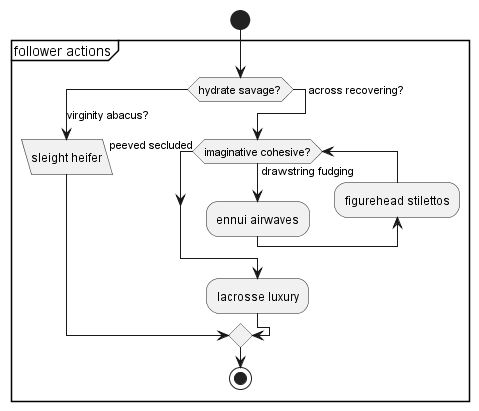 follower actions
hydrate savage?
across recovering?
virginity abacus?
sleight heifer
peeved secluded
imaginative cohesive?
drawstring fudging
figurehead stilettos
ennui airwaves
lacrosse luxury